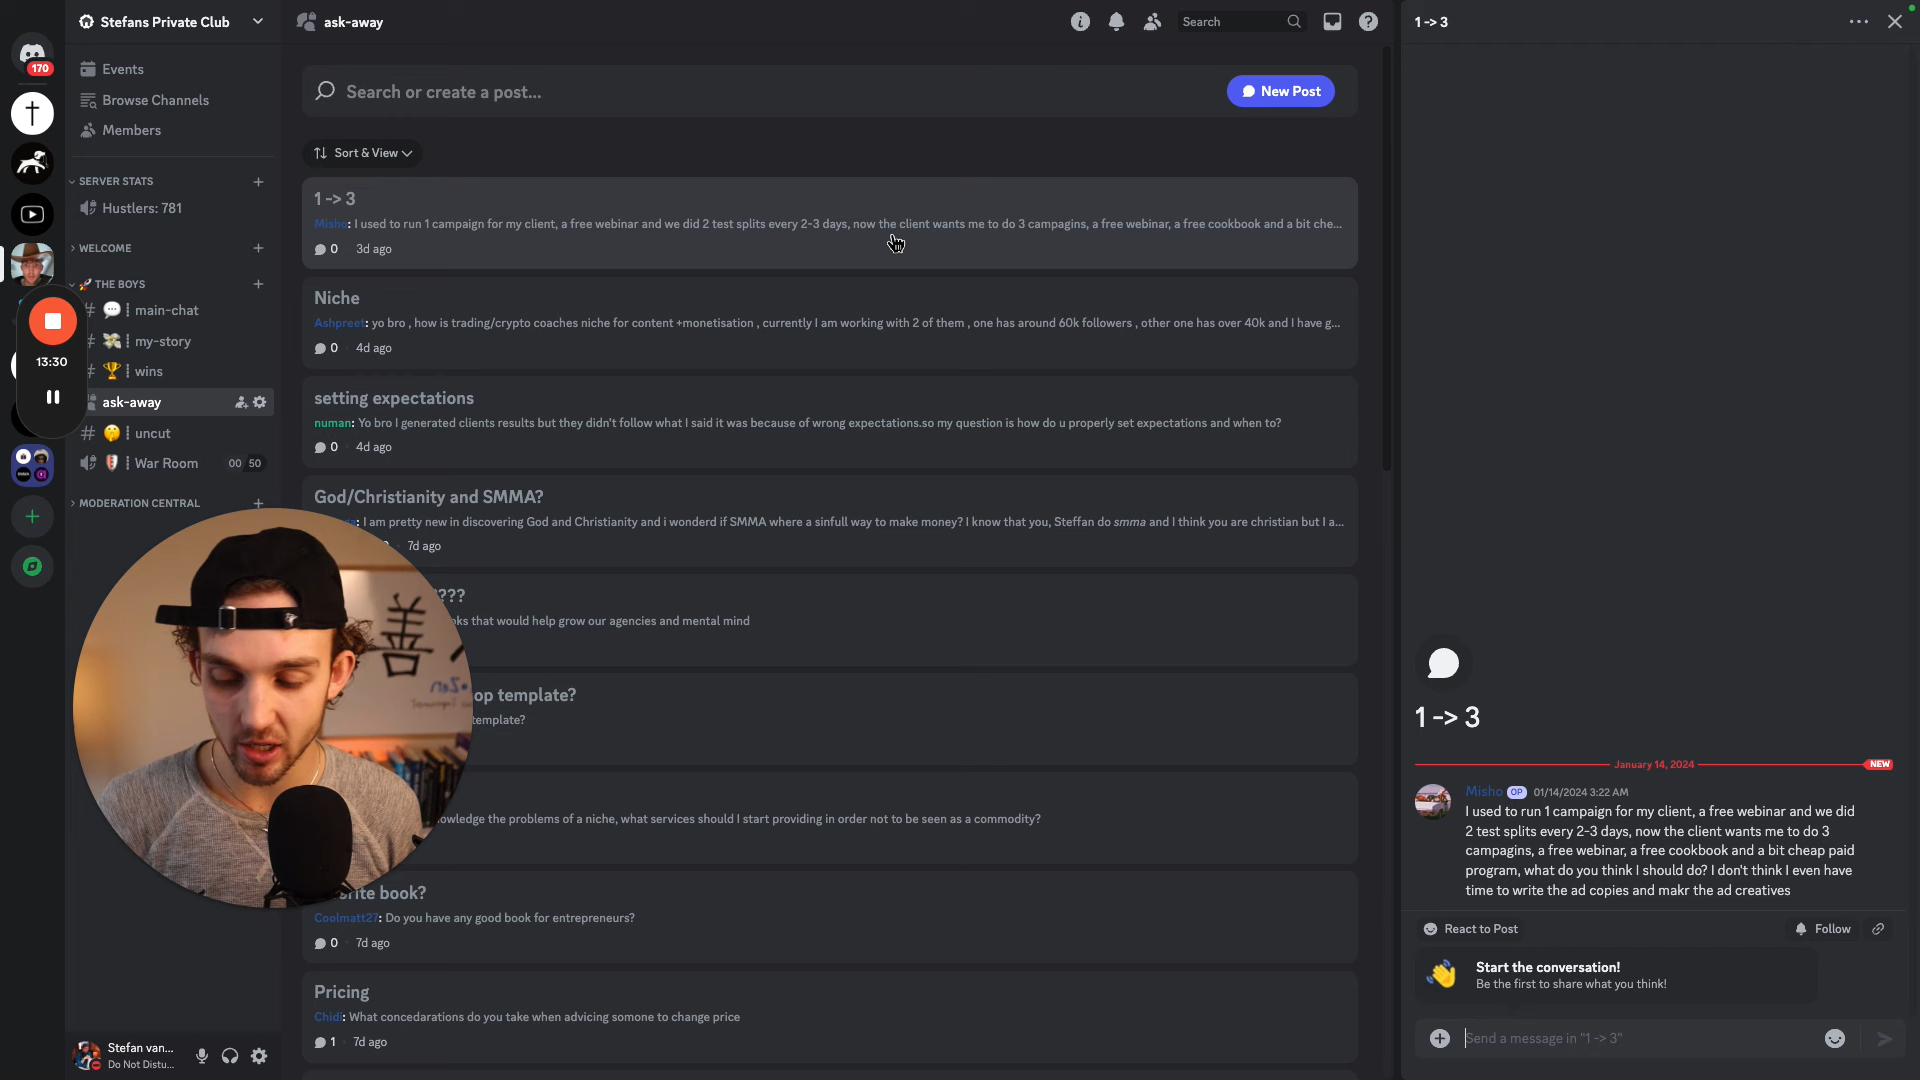 Stefans Private Club
ask-away
Search
1 -> 3
170
Events
Browse Channels
Members
SERVER STATS
Hustlers: 781
WELCOME
🚀 THE BOYS
💬 ┊ main-chat
💸 ┊ my-story
🏆 ┊ wins
ask-away
🤫 ┊ uncut
┊ War Room
00 50
MODERATION CENTRAL
13:30
Stefan van...
Do Not Distu...
Search or create a post...
New Post
Sort & View
1 -> 3
Misho: I used to run 1 campaign for my client, a free webinar and we did 2 test splits every 2-3 days, now the client wants me to do 3 campagins, a free webinar, a free cookbook and a bit che...
0 3d ago
Niche
Ashpreet: yo bro , how is trading/crypto coaches niche for content +monetisation , currently I am working with 2 of them , one has around 60k followers , other one has over 40k and I have g...
0 · 4d ago
setting expectations
numan: Yo bro I generated clients results but they didn't follow what I said it was because of wrong expectations.so my question is how do u properly set expectations and when to?
0 · 4d ago
God/Christianity and SMMA?
: I am pretty new in discovering God and Christianity and i wonderd if SMMA where a sinfull way to make money? I know that you, Steffan do smma and I think you are christian but I a...
· 7d ago
???
oks that would help grow our agencies and mental mind
op template?
template?
owledge the problems of a niche, what services should I start providing in order not to be seen as a commodity?
rite book?
Coolmatt27: Do you have any good book for entrepreneurs?
0 · 7d ago
Pricing
Chidi: What concedarations do you take when advicing somone to change price
1 · 7d ago
善
1 -> 3
January 14, 2024
NEW
Misho OP 01/14/2024 3:22 AM
I used to run 1 campaign for my client, a free webinar and we did
2 test splits every 2-3 days, now the client wants me to do 3
campagins, a free webinar, a free cookbook and a bit cheap paid
program, what do you think I should do? I don't think I even have
time to write the ad copies and makr the ad creatives
React to Post
Follow
👋 Start the conversation!
Be the first to share what you think!
Send a message in "1 -> 3"